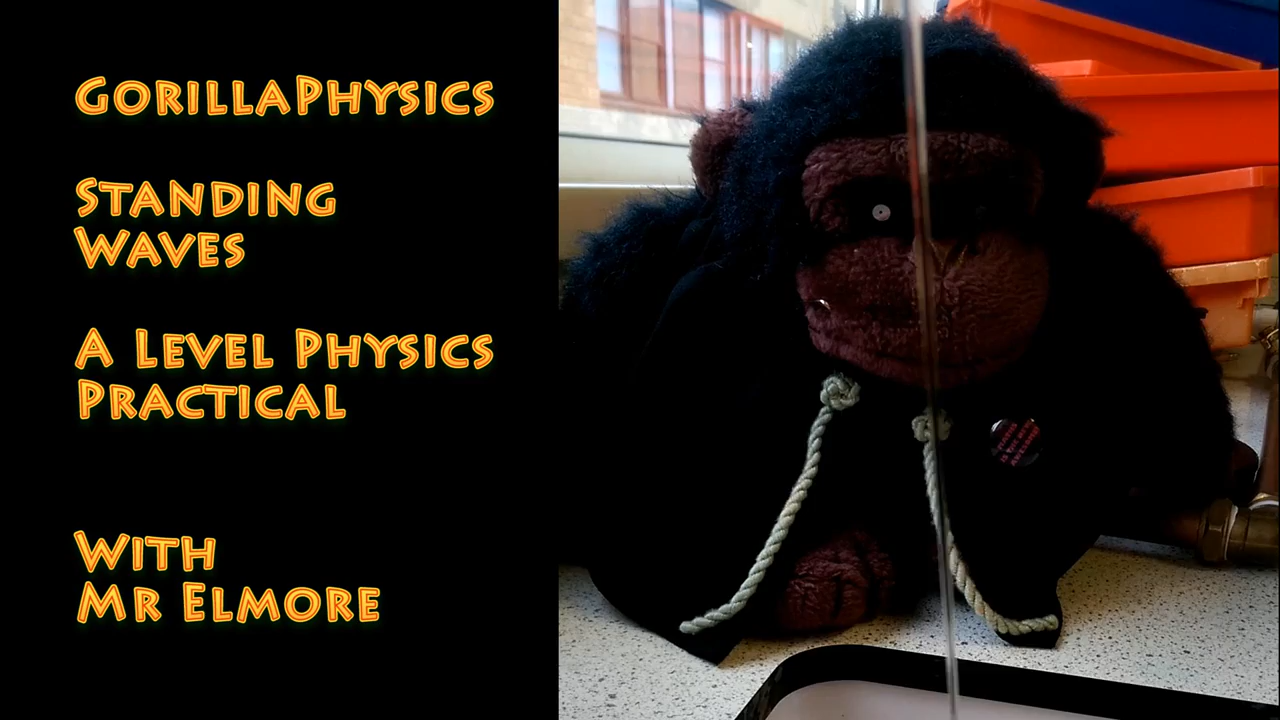 GorillaPhysics
Standing
Waves
A Level Physics
Practical
With
Mr Elmore